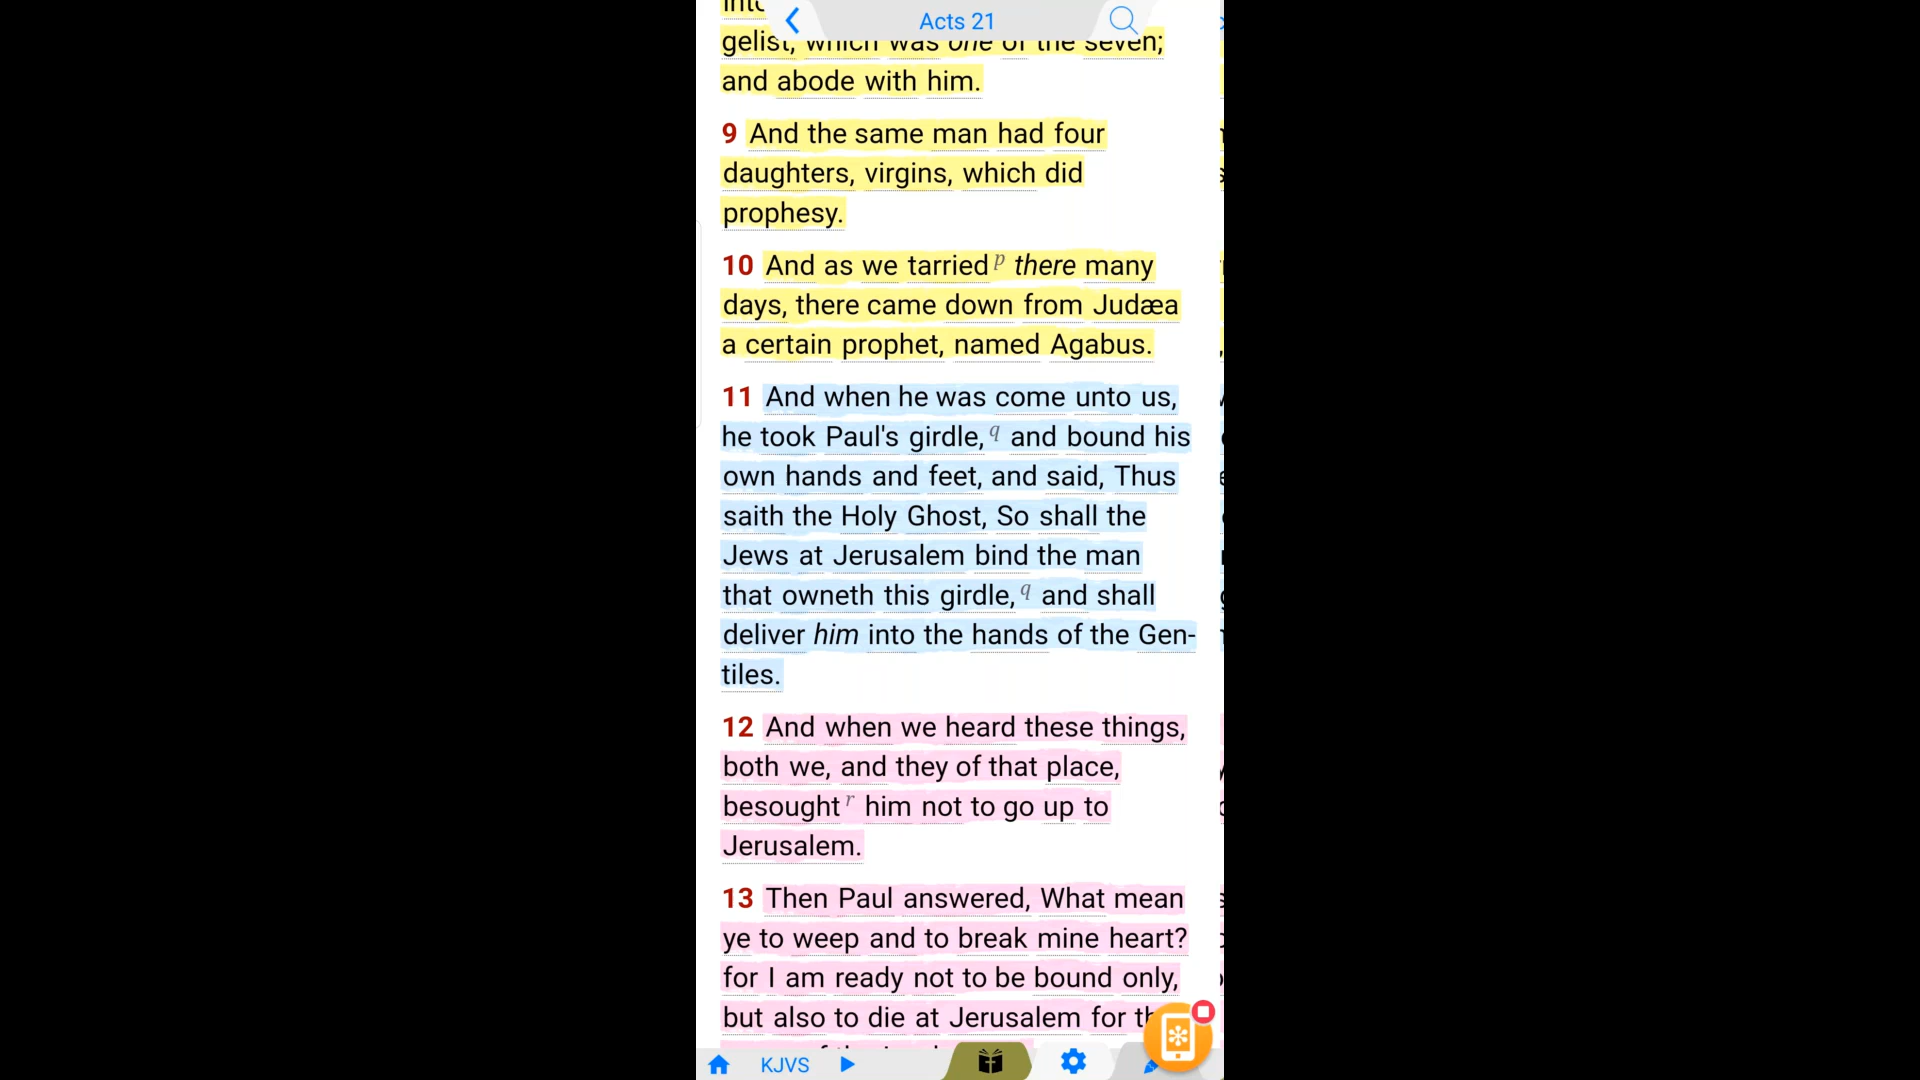 Acts 21
gelist, which was one of the seven;
and abode with him.
9 And the same man had four
daughters, virgins, which did
prophesy.
10 And as we tarried p there many
days, there came down from Judæa
a certain prophet, named Agabus.
11 And when he was come unto us,
he took Paul's girdle, q and bound his
own hands and feet, and said, Thus
saith the Holy Ghost, So shall the
Jews at Jerusalem bind the man
that owneth this girdle, q and shall
deliver him into the hands of the Gen-
tiles.
12 And when we heard these things,
both we, and they of that place,
besought r him not to go up to
Jerusalem.
13 Then Paul answered, What mean
ye to weep and to break mine heart?
for I am ready not to be bound only,
but also to die at Jerusalem for
KJVS